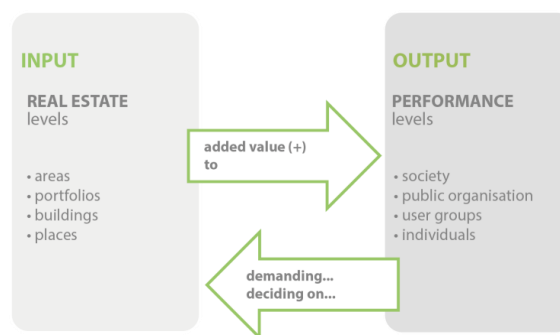 INPUT
REAL ESTATE
levels
• areas
• portfolios
• buildings
• places
added value (+)
to
OUTPUT
PERFORMANCE
levels
• society
• public organisation
• user groups
• individuals
demanding...
deciding on...